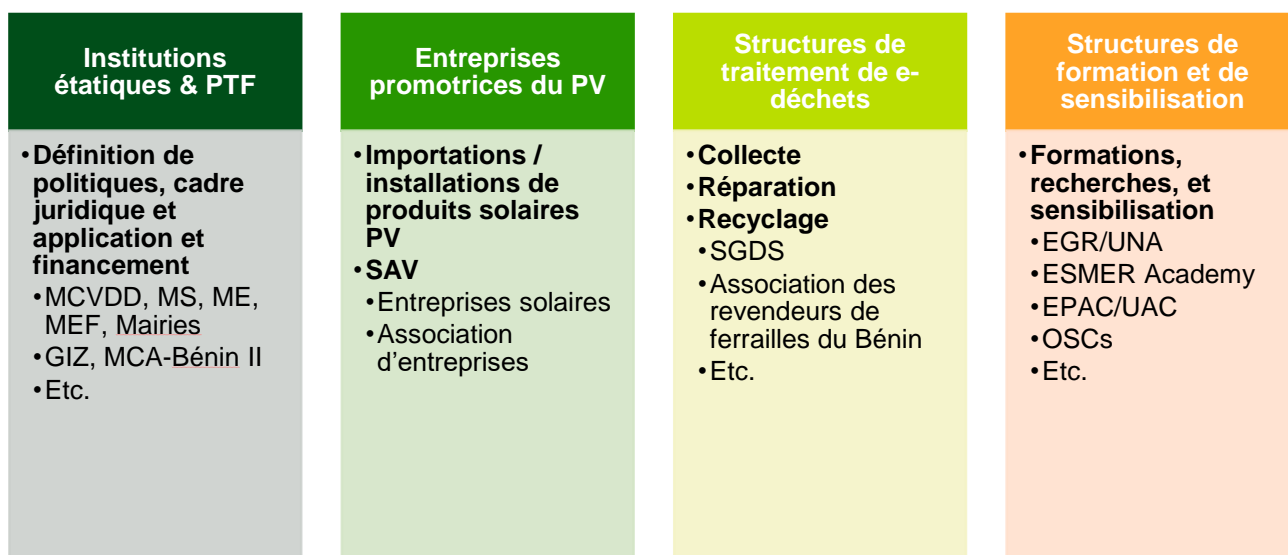 Institutions
étatiques & PTF
•Définition de
politiques, cadre
juridique et
application et
financement
•MCVDD, MS, ME,
MEF, Mairies
•GIZ, MCA-Bénin II
•Etc.
Entreprises
promotrices du PV
•Importations /
installations de
produits solaires
PV
•SAV
•Entreprises solaires
•Association
d’entreprises
Structures de
traitement de e-
déchets
•Collecte
•Réparation
•Recyclage
•SGDS
•Association des
revendeurs de
ferrailles du Bénin
•Etc.
Structures de
formation et de
sensibilisation
•Formations,
recherches, et
sensibilisation
•EGR/UNA
•ESMER Academy
•EPAC/UAC
•OSCs
•Etc.